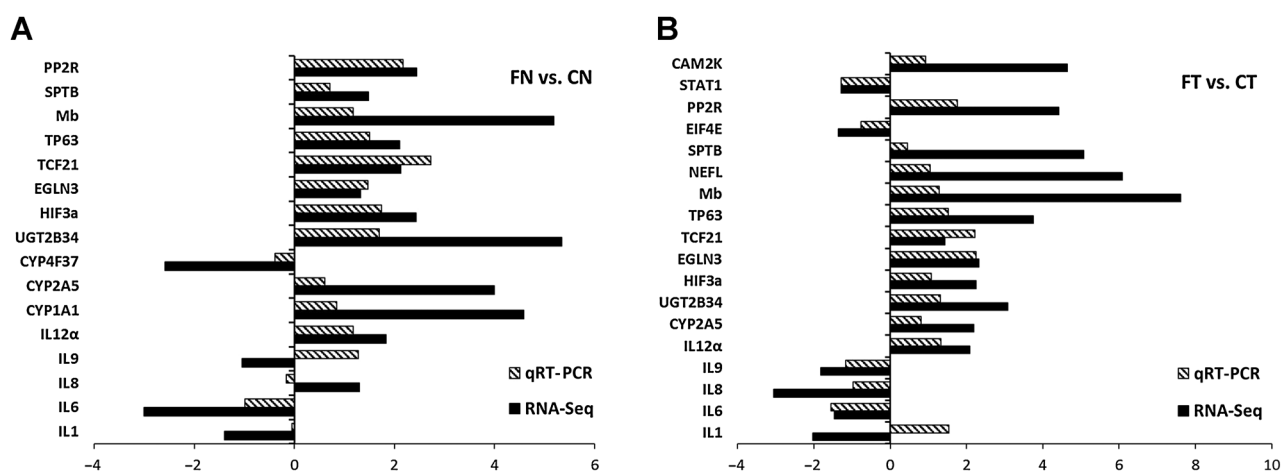 A
FN vs. CN
PP2R
SPTB
Mb
TP63
TCF21
EGLN3
HIF3a
UGT2B34
CYP4F37
CYP2A5
CYP1A1
IL12α
IL9
IL8
IL6
IL1
qRT-PCR
RNA-Seq
−4 −2 0 2 4 6
B
FT vs. CT
CAM2K
STAT1
PP2R
EIF4E
SPTB
NEFL
Mb
TP63
TCF21
EGLN3
HIF3a
UGT2B34
CYP2A5
IL12α
IL9
IL8
IL6
IL1
qRT-PCR
RNA-Seq
−4 −2 0 2 4 6 8 10